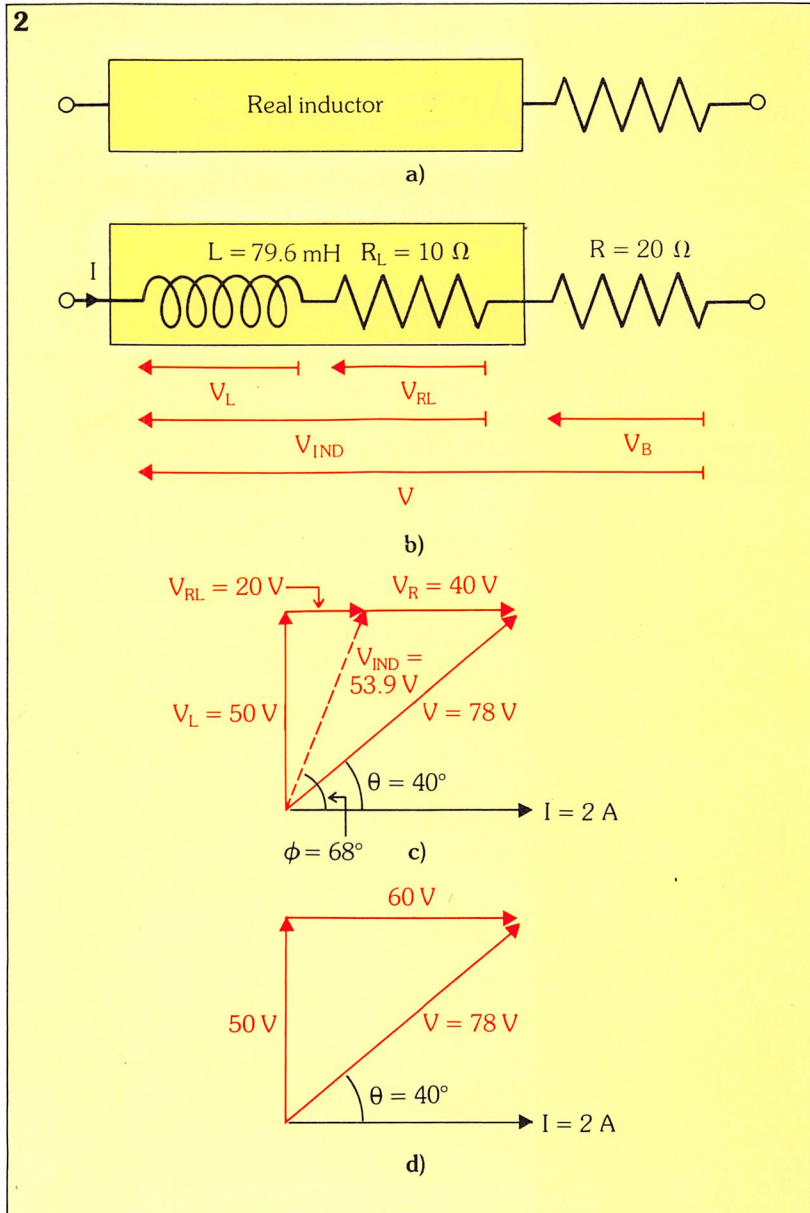 2
Real inductor
a)
I
L = 79.6 mH R_L = 10 Ω R = 20 Ω
V_L V_RL
V_IND V_B
V
b)
V_RL = 20 V V_R = 40 V
V_IND =
53.9 V
V_L = 50 V V = 78 V
θ = 40°
I = 2 A
ϕ = 68° c)
60 V
50 V V = 78 V
θ = 40°
I = 2 A
d)